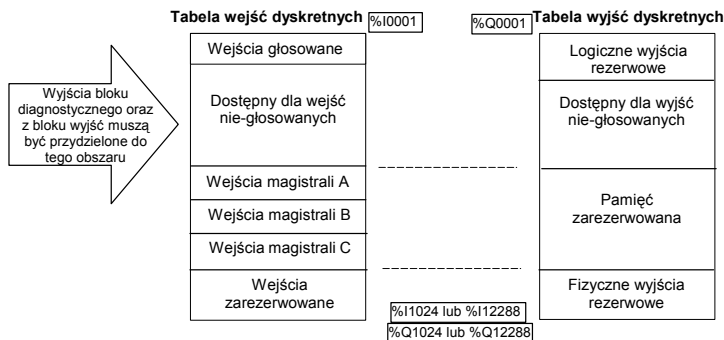 Tabela wejść dyskretnych
%I0001
%Q0001
Tabela wyjść dyskretnych
Wyjścia bloku
diagnostycznego oraz
z bloku wyjść muszą
być przydzielone do
tego obszaru
Wejścia głosowane
Dostępny dla wejść
nie-głosowanych
Wejścia magistrali A
Wejścia magistrali B
Wejścia magistrali C
Wejścia
zarezerwowane
Logiczne wyjścia
rezerwowe
Dostępny dla wyjść
nie-głosowanych
Pamięć
zarezerwowana
Fizyczne wyjścia
rezerwowe
%I1024 lub %I12288
%Q1024 lub %Q12288